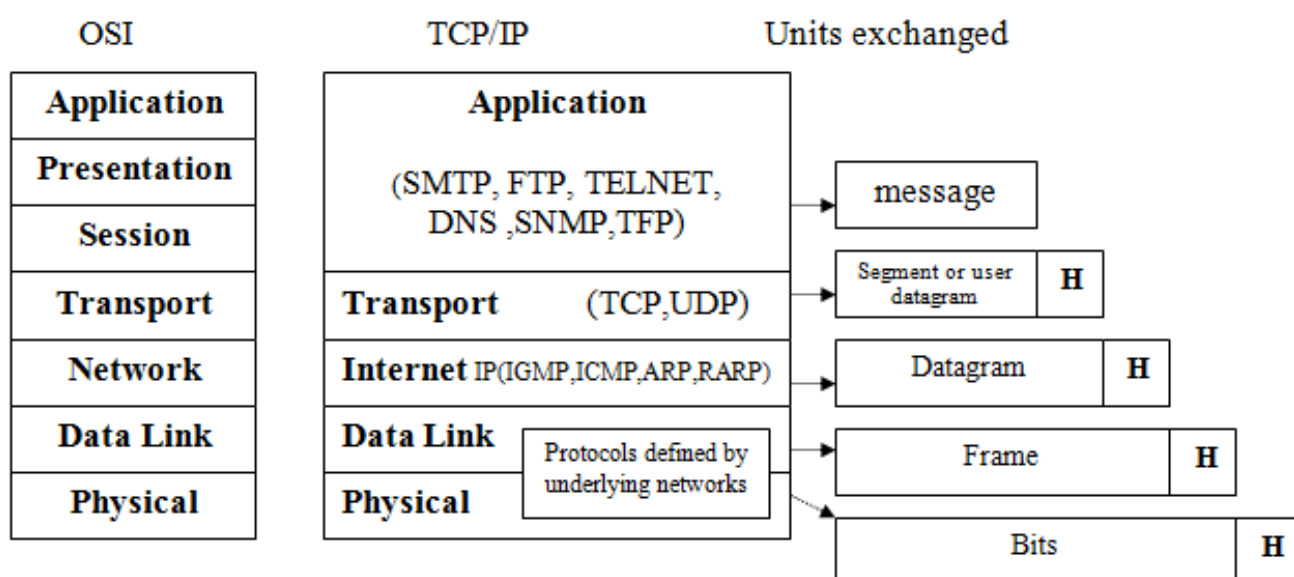 OSI
TCP/IP
Units exchanged
Application
Presentation
Session
Transport
Network
Data Link
Physical
Application
(SMTP, FTP, TELNET,
DNS ,SNMP,TFP)
Transport (TCP,UDP)
Internet IP(IGMP,ICMP,ARP,RARP)
Data Link
Physical
Protocols defined by
underlying networks
message
Segment or user
datagram
H
Datagram H
Frame H
Bits H